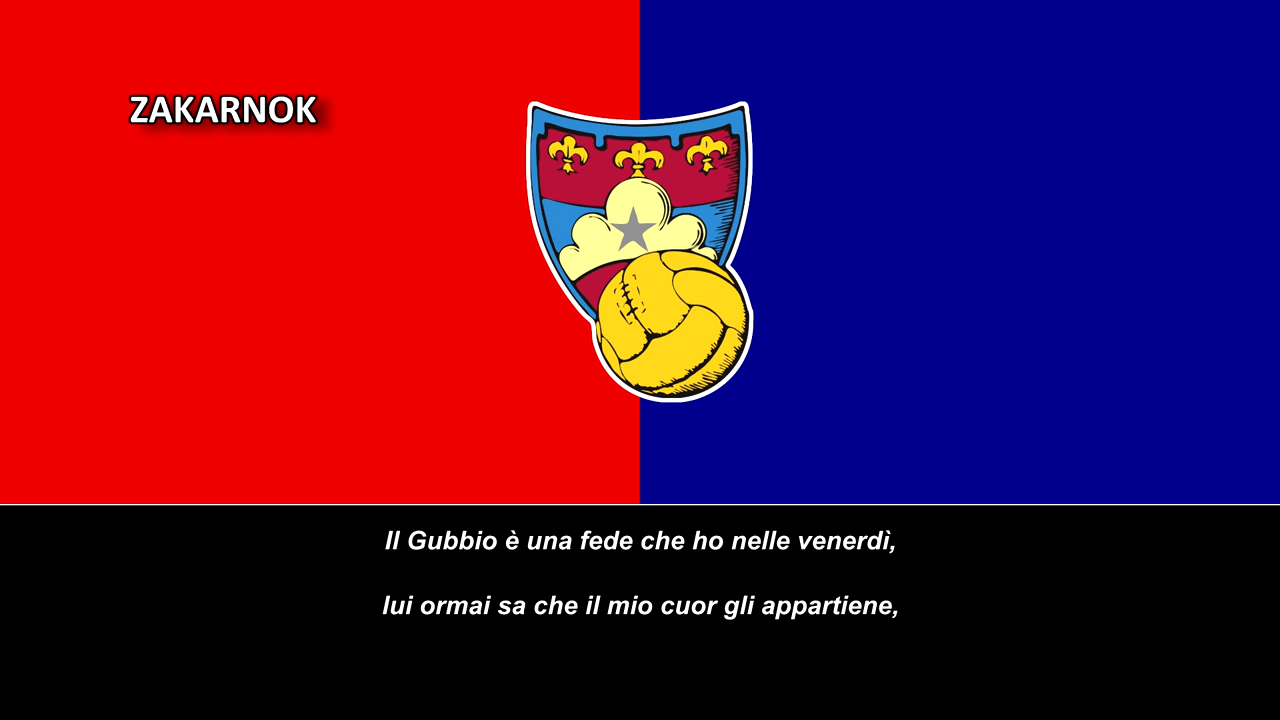 ZAKARNOK
Il Gubbio è una fede che ho nelle venerdì,
lui ormai sa che il mio cuor gli appartiene,